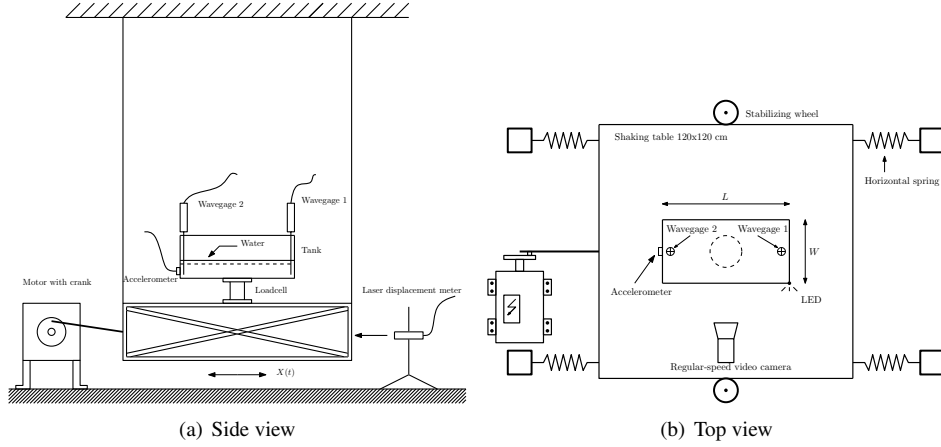 Wavegage 2
Wavegage 1
Water
Tank
Accelerometer
Loadcell
Motor with crank
Laser displacement meter
X(t)
(a) Side view
Stabilizing wheel
Shaking table 120x120 cm
Horizontal spring
L
Wavegage 2
Wavegage 1
W
Accelerometer
LED
Regular-speed video camera
(b) Top view